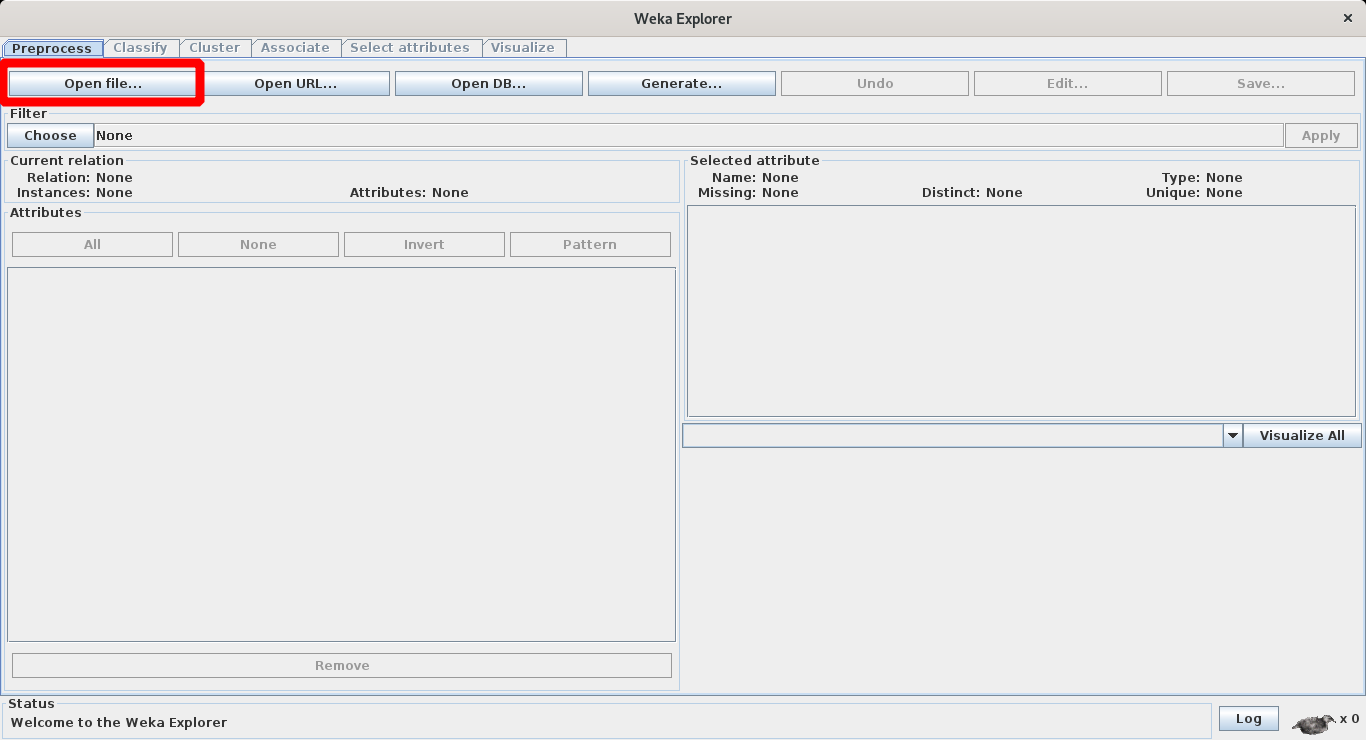 Weka Explorer ×
Preprocess Classify Cluster Associate Select attributes Visualize
Open file... Open URL... Open DB... Generate... Undo Edit... Save...
Filter
Choose None Apply
Current relation
Relation: None
Instances: None Attributes: None
Attributes
All None Invert Pattern
Remove
Selected attribute
Name: None Type: None
Missing: None Distinct: None Unique: None
Visualize All
Status
Welcome to the Weka Explorer
Log x 0